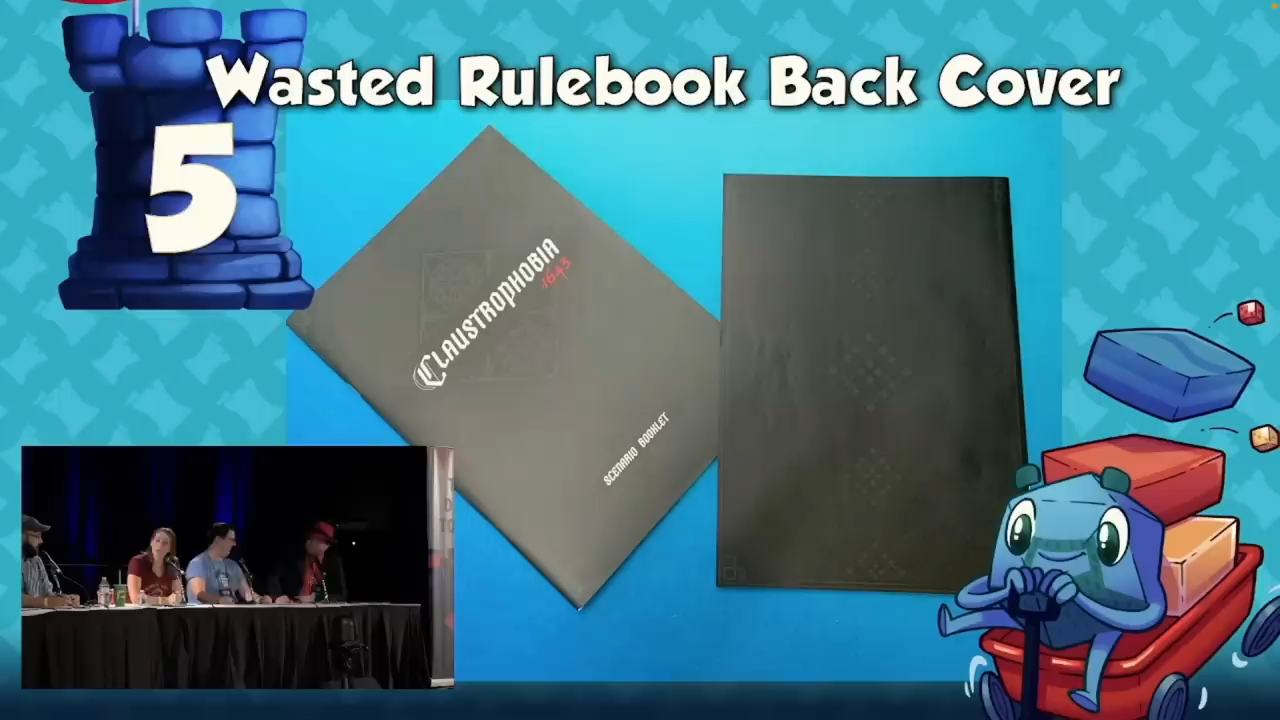 Wasted Rulebook Back Cover
5
CLAUSTROPHOBIA
1643
SCENARIO BOOKLET